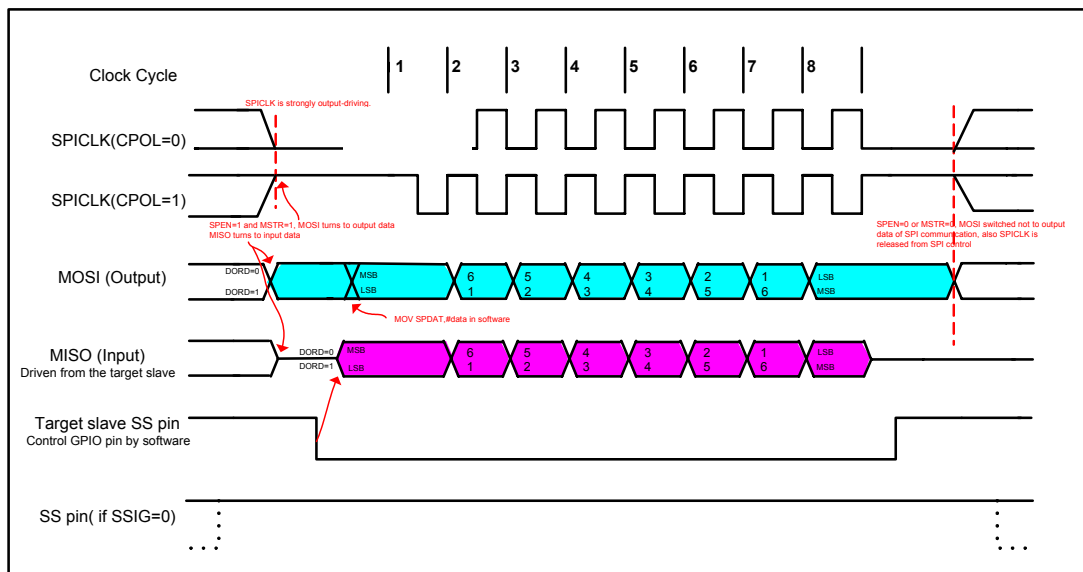 Clock Cycle
1 2 3 4 5 6 7 8
SPICLK is strongly output-driving.
SPICLK(CPOL=0)
SPICLK(CPOL=1)
SPEN=1 and MSTR=1, MOSI turns to output data
MISO turns to input data
SPEN=0 or MSTR=0, MOSI switched not to output
data of SPI communication, also SPICLK is
released from SPI control
MOSI (Output)
DORD=0
DORD=1
MSB 6 5 4 3 2 1 LSB
LSB 1 2 3 4 5 6 MSB
MOV SPDAT,#data in software
MISO (Input)
Driven from the target slave
DORD=0
DORD=1
MSB 6 5 4 3 2 1 LSB
LSB 1 2 3 4 5 6 MSB
Target slave SS pin
Control GPIO pin by software
SS pin( if SSIG=0)